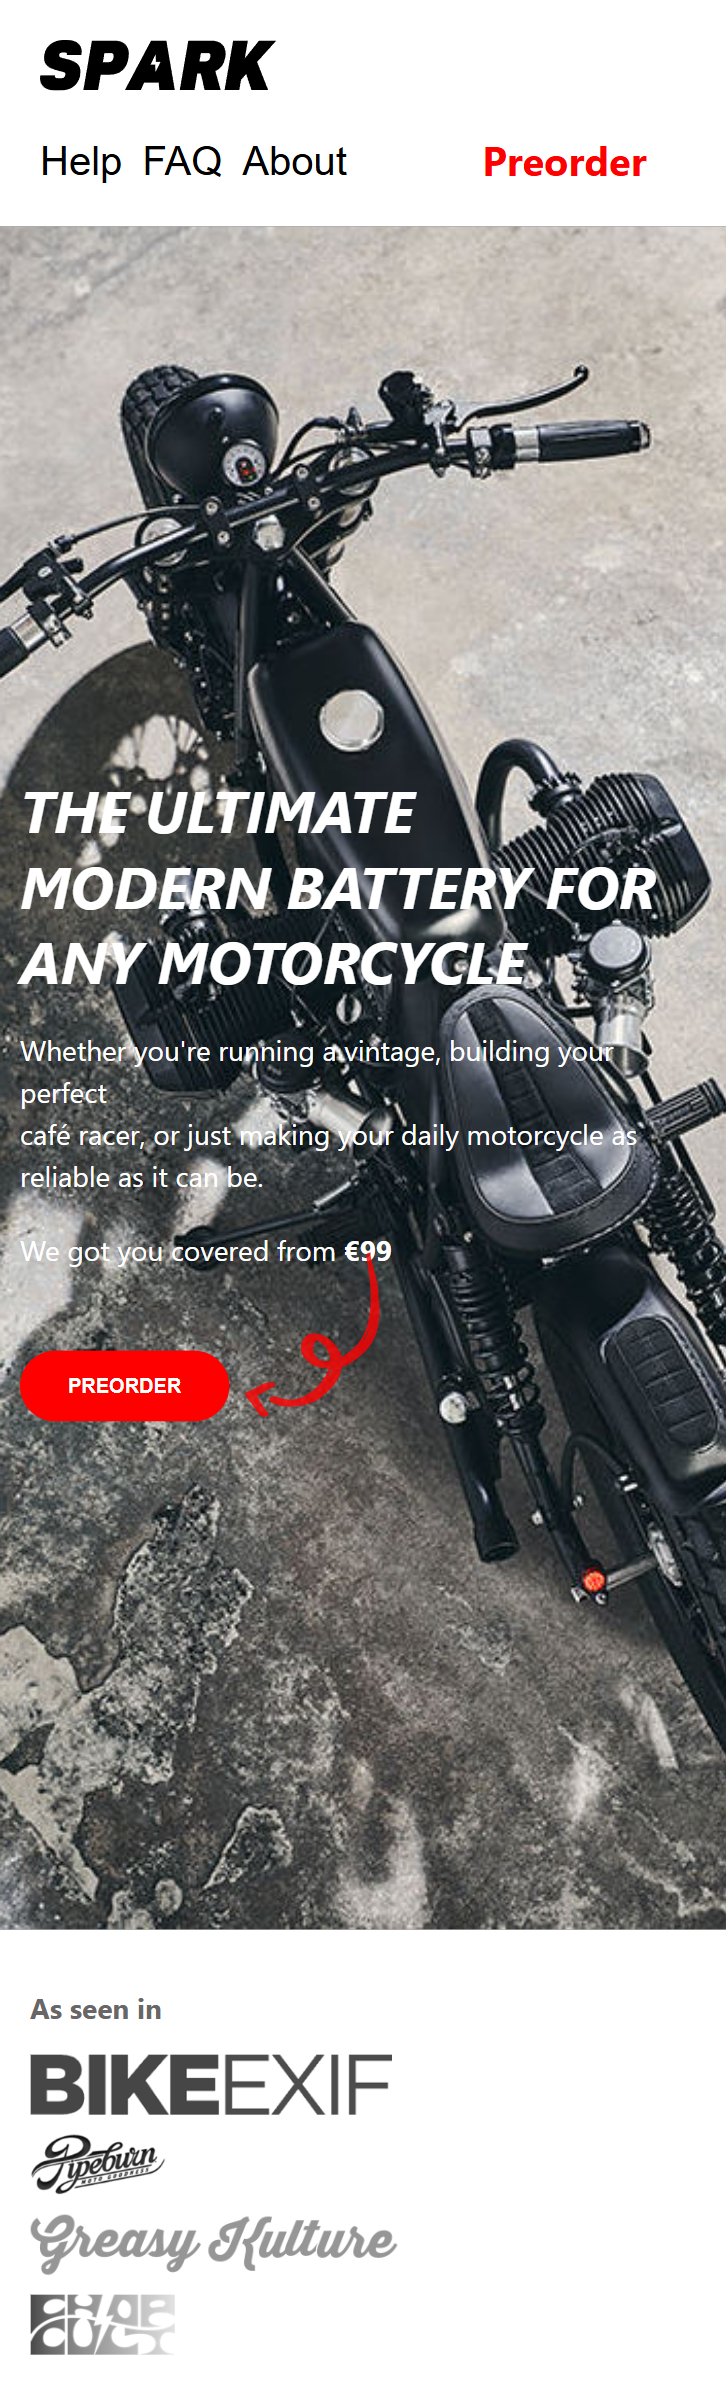 SPARK
Help FAQ About Preorder
THE ULTIMATE
MODERN BATTERY FOR
ANY MOTORCYCLE
Whether you're running a vintage, building your
perfect
café racer, or just making your daily motorcycle as
reliable as it can be.
We got you covered from €99
PREORDER
As seen in
BIKEEXIF
Pipeburn
MOTO GOODNESS
Greasy Kulture